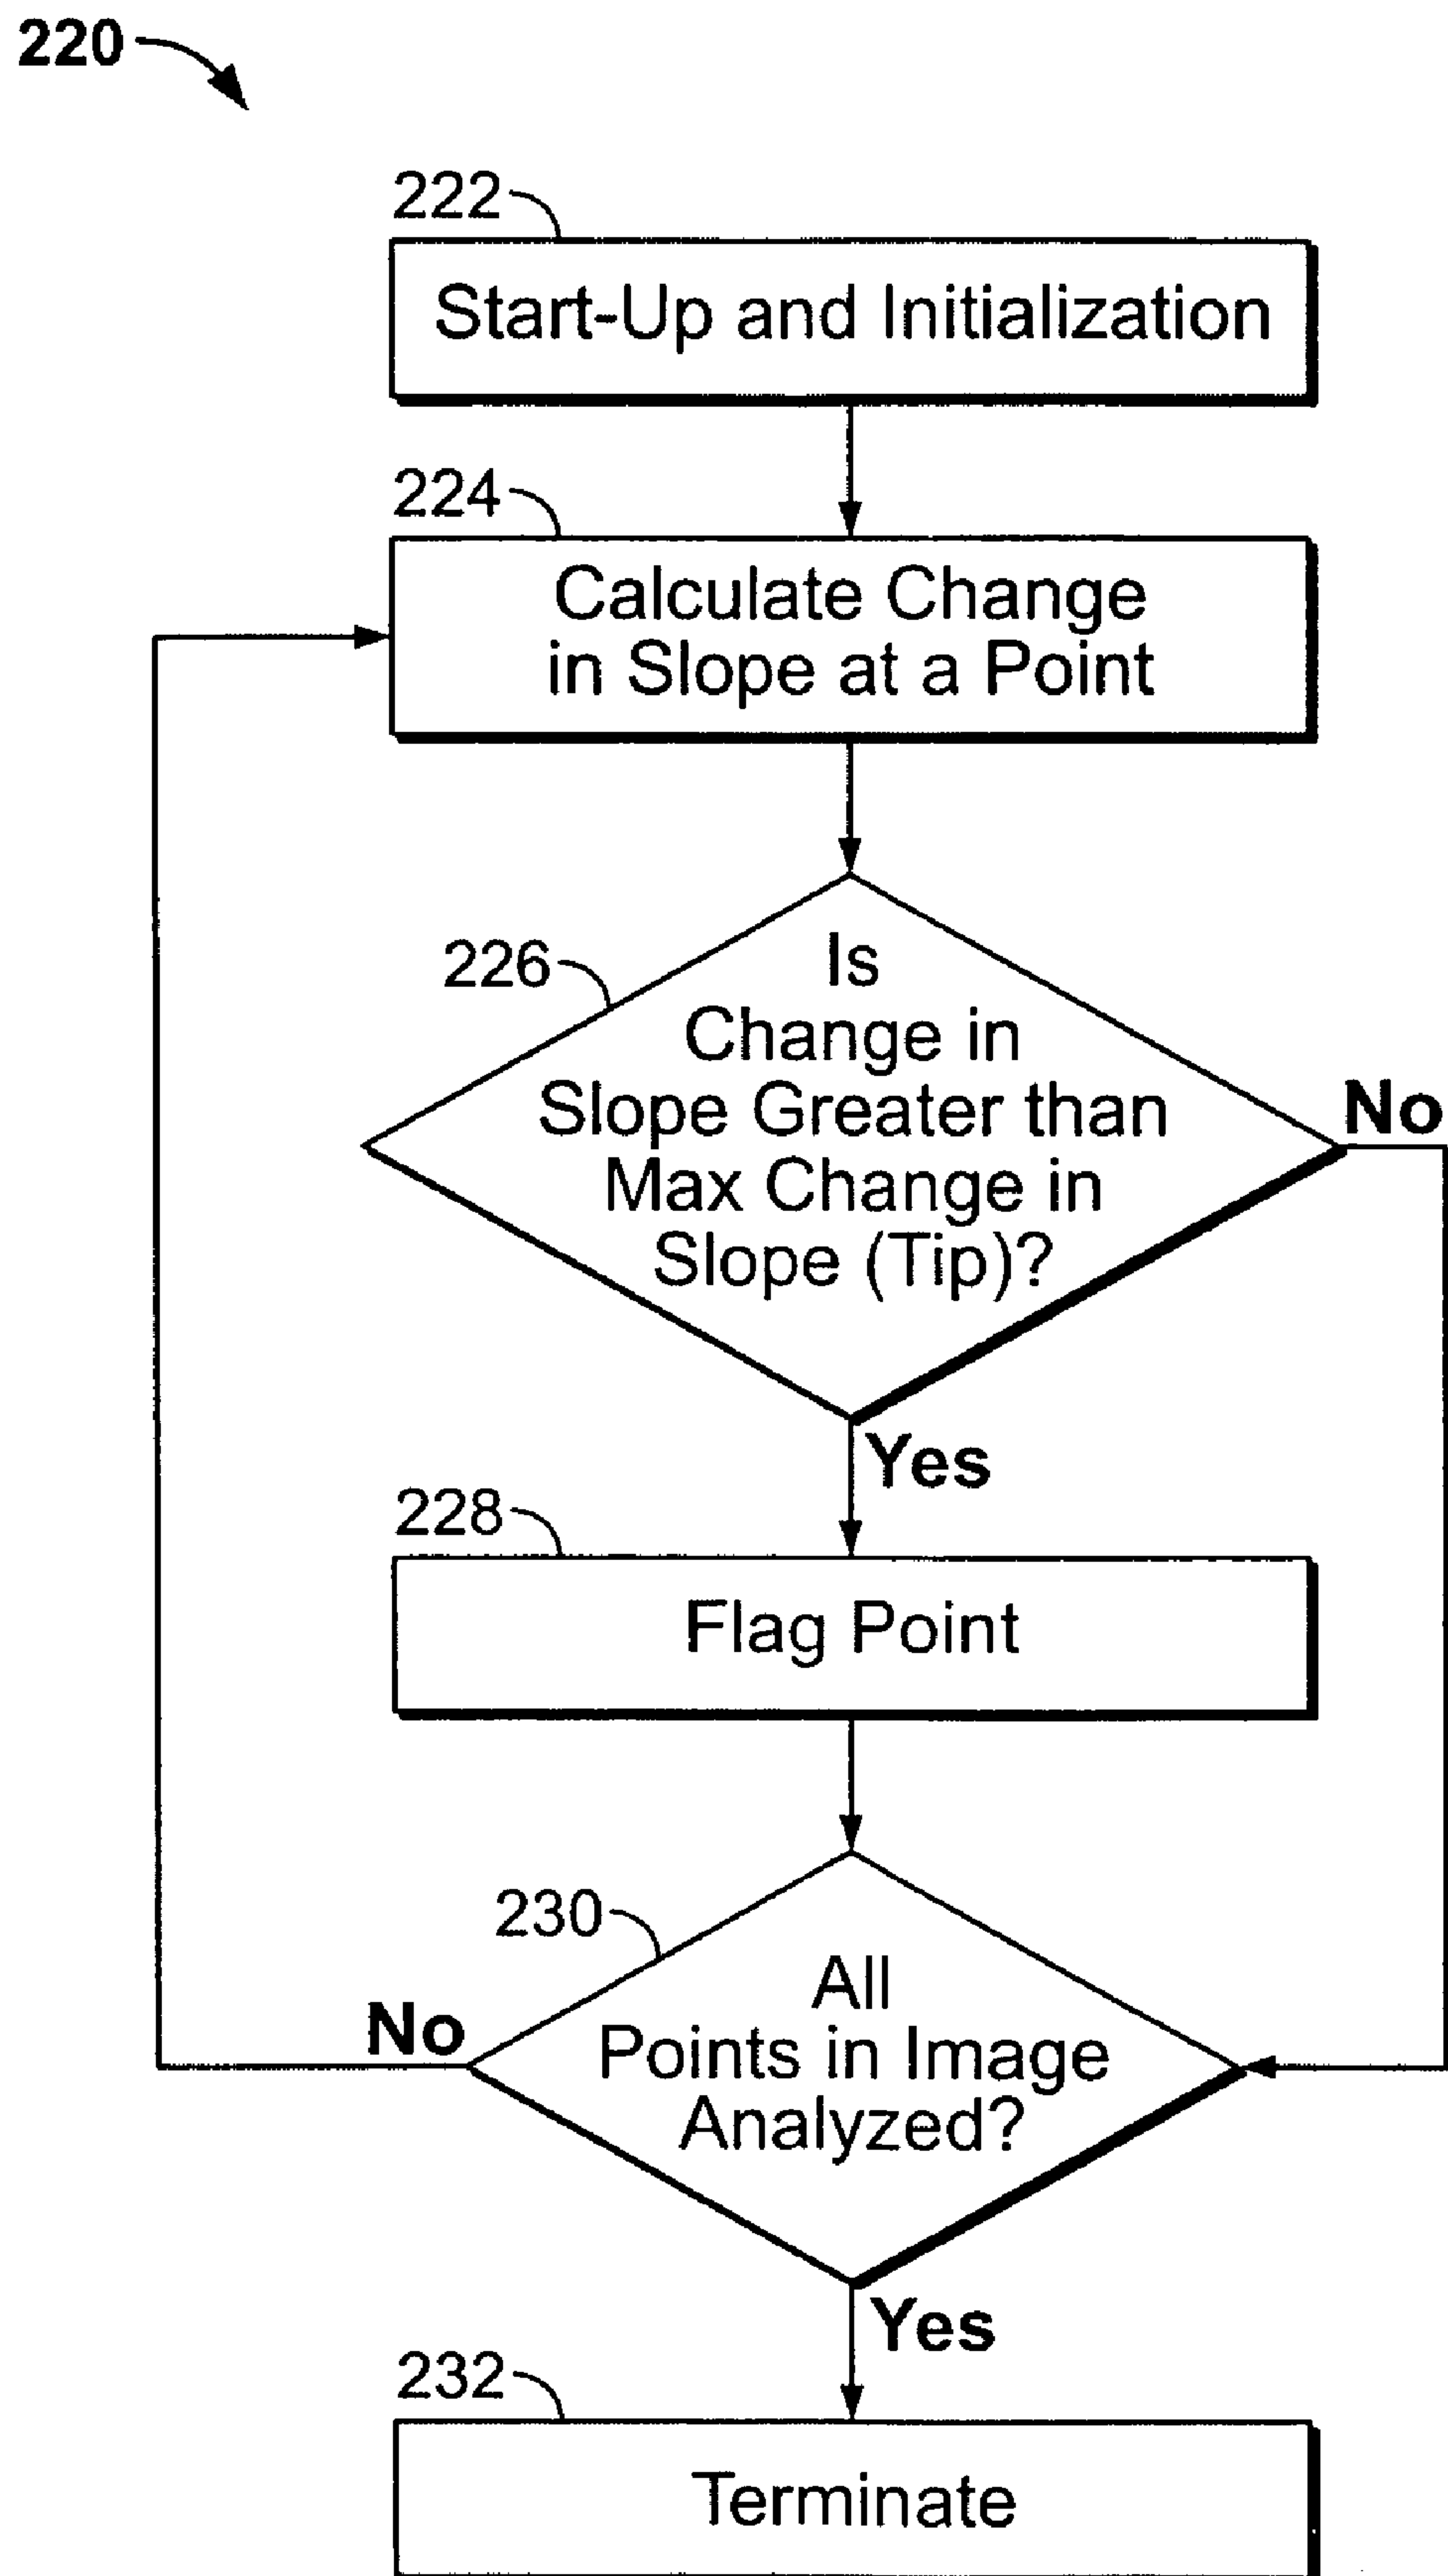 220
222
Start-Up and Initialization
224
Calculate Change
in Slope at a Point
226
Is
Change in
Slope Greater than
Max Change in
Slope (Tip)?
No
Yes
228
Flag Point
230
All
Points in Image
Analyzed?
No
Yes
232
Terminate